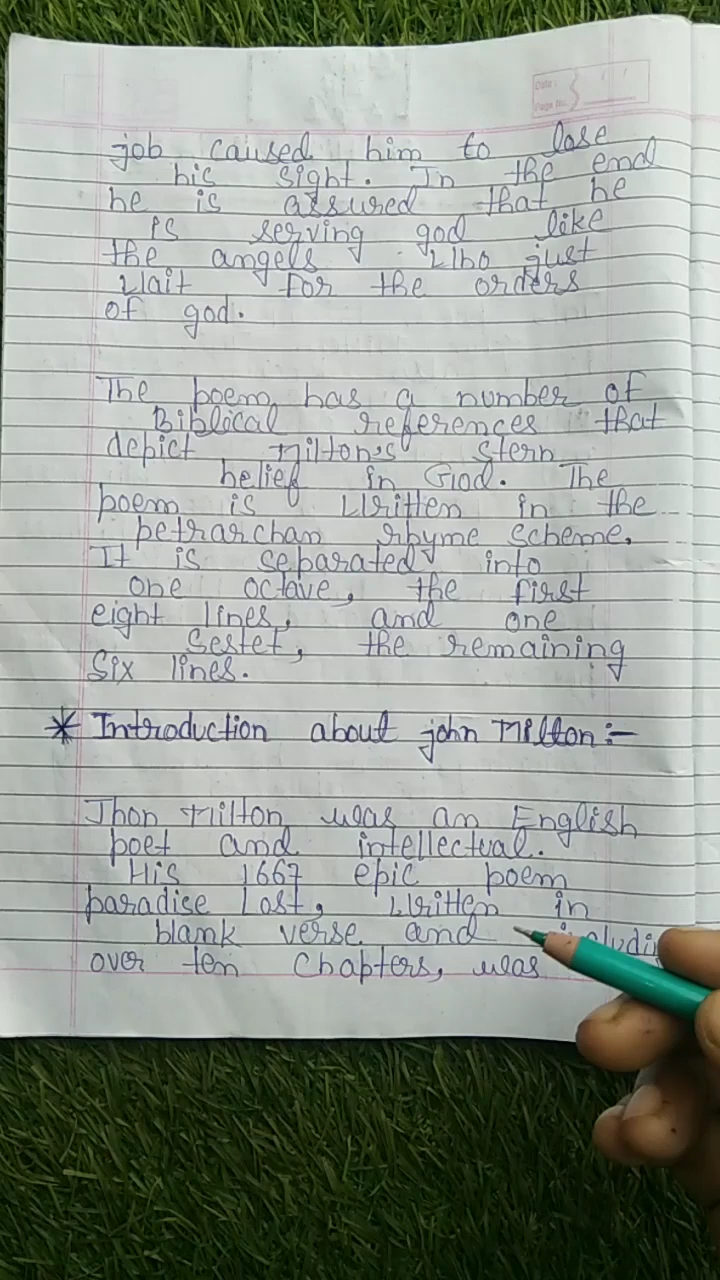 Date :
Page No.
job caused him to lose
his sight. In the end
he is assured that he
is serving god like
the angels who just
wait for the orders
of god.
The poem has a number of
Biblical references that
depict Milton's stern
belief in God. The
poem is written in the
petrarchan rhyme scheme.
It is separated into
one octave, the first
eight lines, and one
sestet, the remaining
six lines.
* Introduction about john Milton :-
Jhon Milton was an English
poet and intellectual.
His 1667 epic poem
paradise Lost, written in
blank verse and includi
over ten chapters, was